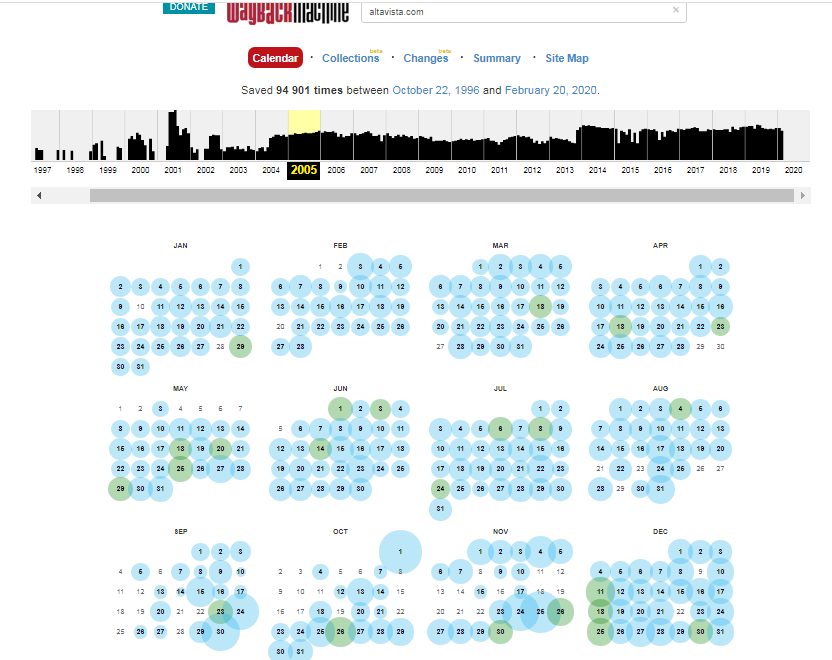 DONATE
WayBackMachine
altavista.com ×
Calendar · Collections beta · Changes beta · Summary · Site Map
Saved 94 901 times between October 22, 1996 and February 20, 2020.
1997 1998 1999 2000 2001 2002 2003 2004 2005 2006 2007 2008 2009 2010 2011 2012 2013 2014 2015 2016 2017 2018 2019 2020
JAN FEB MAR APR
1 1 2 3 4 5 1 2 3 4 5 1 2
2 3 4 5 6 7 8 6 7 8 9 10 11 12 6 7 8 9 10 11 12 3 4 5 6 7 8 9
9 10 11 12 13 14 15 13 14 15 16 17 18 19 13 14 15 16 17 18 19 10 11 12 13 14 15 16
16 17 18 19 20 21 22 20 21 22 23 24 25 26 20 21 22 23 24 25 26 17 18 19 20 21 22 23
23 24 25 26 27 28 29 27 28 27 28 29 30 31 24 25 26 27 28 29 30
30 31
MAY JUN JUL AUG
1 2 3 4 5 6 7 1 2 3 4 1 2 1 2 3 4 5 6
8 9 10 11 12 13 14 5 6 7 8 9 10 11 3 4 5 6 7 8 9 7 8 9 10 11 12 13
15 16 17 18 19 20 21 12 13 14 15 16 17 18 10 11 12 13 14 15 16 14 15 16 17 18 19 20
22 23 24 25 26 27 28 19 20 21 22 23 24 25 17 18 19 20 21 22 23 21 22 23 24 25 26 27
29 30 31 26 27 28 29 30 24 25 26 27 28 29 30 28 29 30 31
31
SEP OCT NOV DEC
1 2 3 1 1 2 3 4 5 1 2 3
4 5 6 7 8 9 10 2 3 4 5 6 7 8 6 7 8 9 10 11 12 4 5 6 7 8 9 10
11 12 13 14 15 16 17 9 10 11 12 13 14 15 13 14 15 16 17 18 19 11 12 13 14 15 16 17
18 19 20 21 22 23 24 16 17 18 19 20 21 22 20 21 22 23 24 25 26 18 19 20 21 22 23 24
25 26 27 28 29 30 23 24 25 26 27 28 29 27 28 29 30 25 26 27 28 29 30 31
30 31